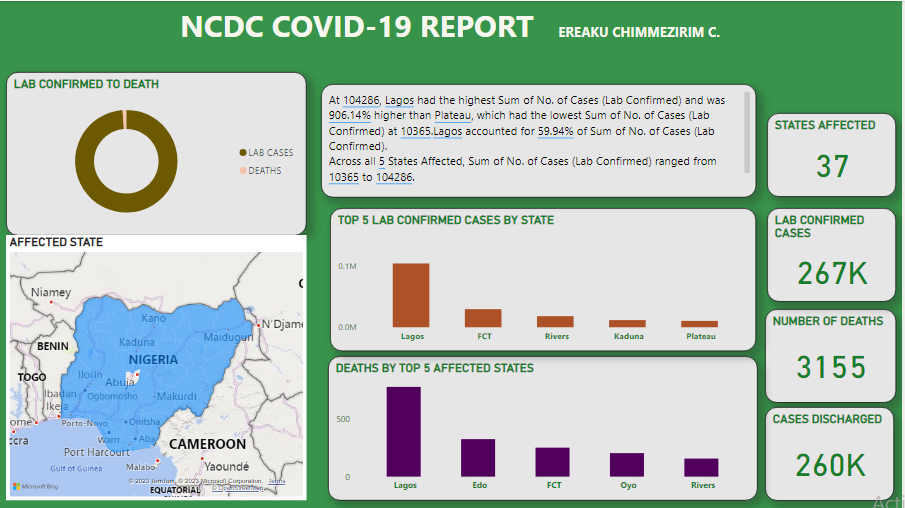 NCDC COVID-19 REPORT
EREAKU CHIMMEZIRIM C.
LAB CONFIRMED TO DEATH
LAB CASES
DEATHS
At 104286, Lagos had the highest Sum of No. of Cases (Lab Confirmed) and was
906.14% higher than Plateau, which had the lowest Sum of No. of Cases (Lab
Confirmed) at 10365.Lagos accounted for 59.94% of Sum of No. of Cases (Lab
Confirmed).
Across all 5 States Affected, Sum of No. of Cases (Lab Confirmed) ranged from
10365 to 104286.
STATES AFFECTED
37
LAB CONFIRMED
CASES
267K
NUMBER OF DEATHS
3155
CASES DISCHARGED
260K
TOP 5 LAB CONFIRMED CASES BY STATE
0.1M
0.0M
Lagos FCT Rivers Kaduna Plateau
DEATHS BY TOP 5 AFFECTED STATES
500
0
Lagos Edo FCT Oyo Rivers
AFFECTED STATE
Niamey
Kano
N'Djame
Maiduguri
BENIN
Kaduna
NIGERIA
TOGO
Ilorin
Abuja
Ibadan
Ogbomosho
Makurdi
Ikeja
ome
Porto-Novo
Onitsha
ccra
Warri
Aba
CAMEROON
Port Harcourt
Gulf of Guinea
Malabo
Yaoundé
Microsoft Bing
© 2023 TomTom, © 2023 Microsoft Corporation, Terms
© OpenStreetMap
EQUATORIAL
Acti